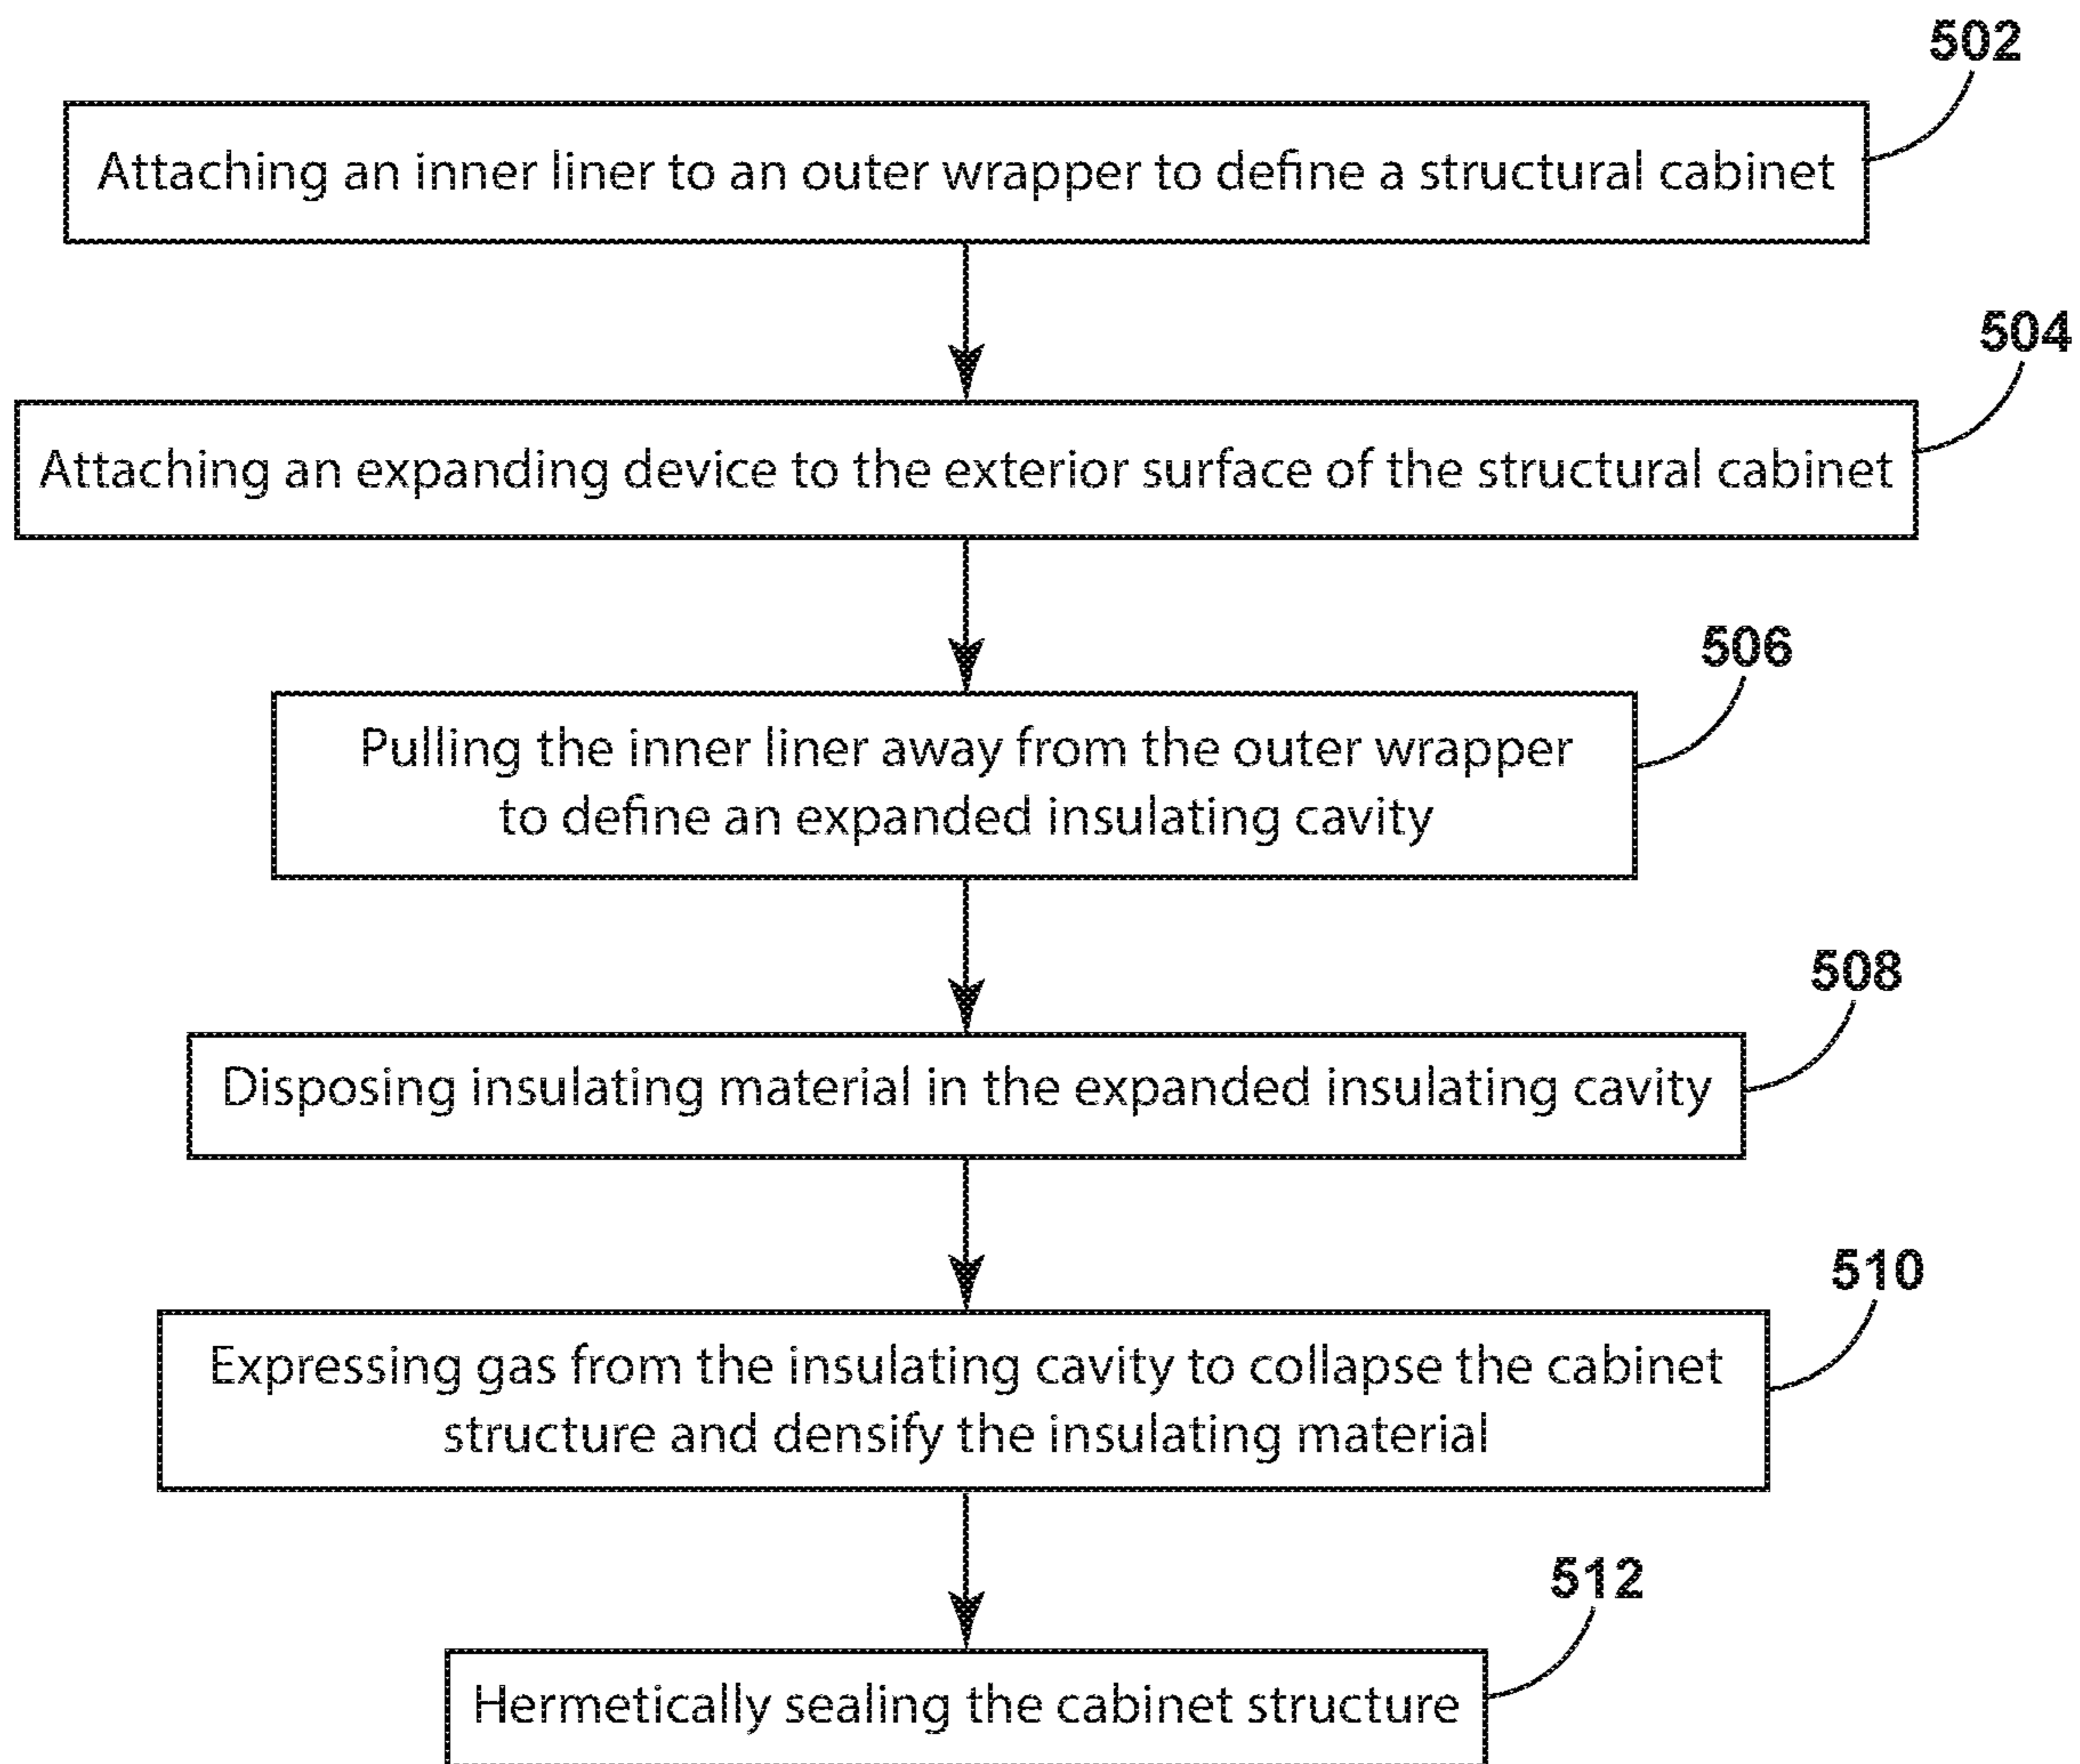 502
Attaching an inner liner to an outer wrapper to define a structural cabinet
504
Attaching an expanding device to the exterior surface of the structural cabinet
506
Pulling the inner liner away from the outer wrapper
to define an expanded insulating cavity
508
Disposing insulating material in the expanded insulating cavity
510
Expressing gas from the insulating cavity to collapse the cabinet
structure and densify the insulating material
512
Hermetically sealing the cabinet structure